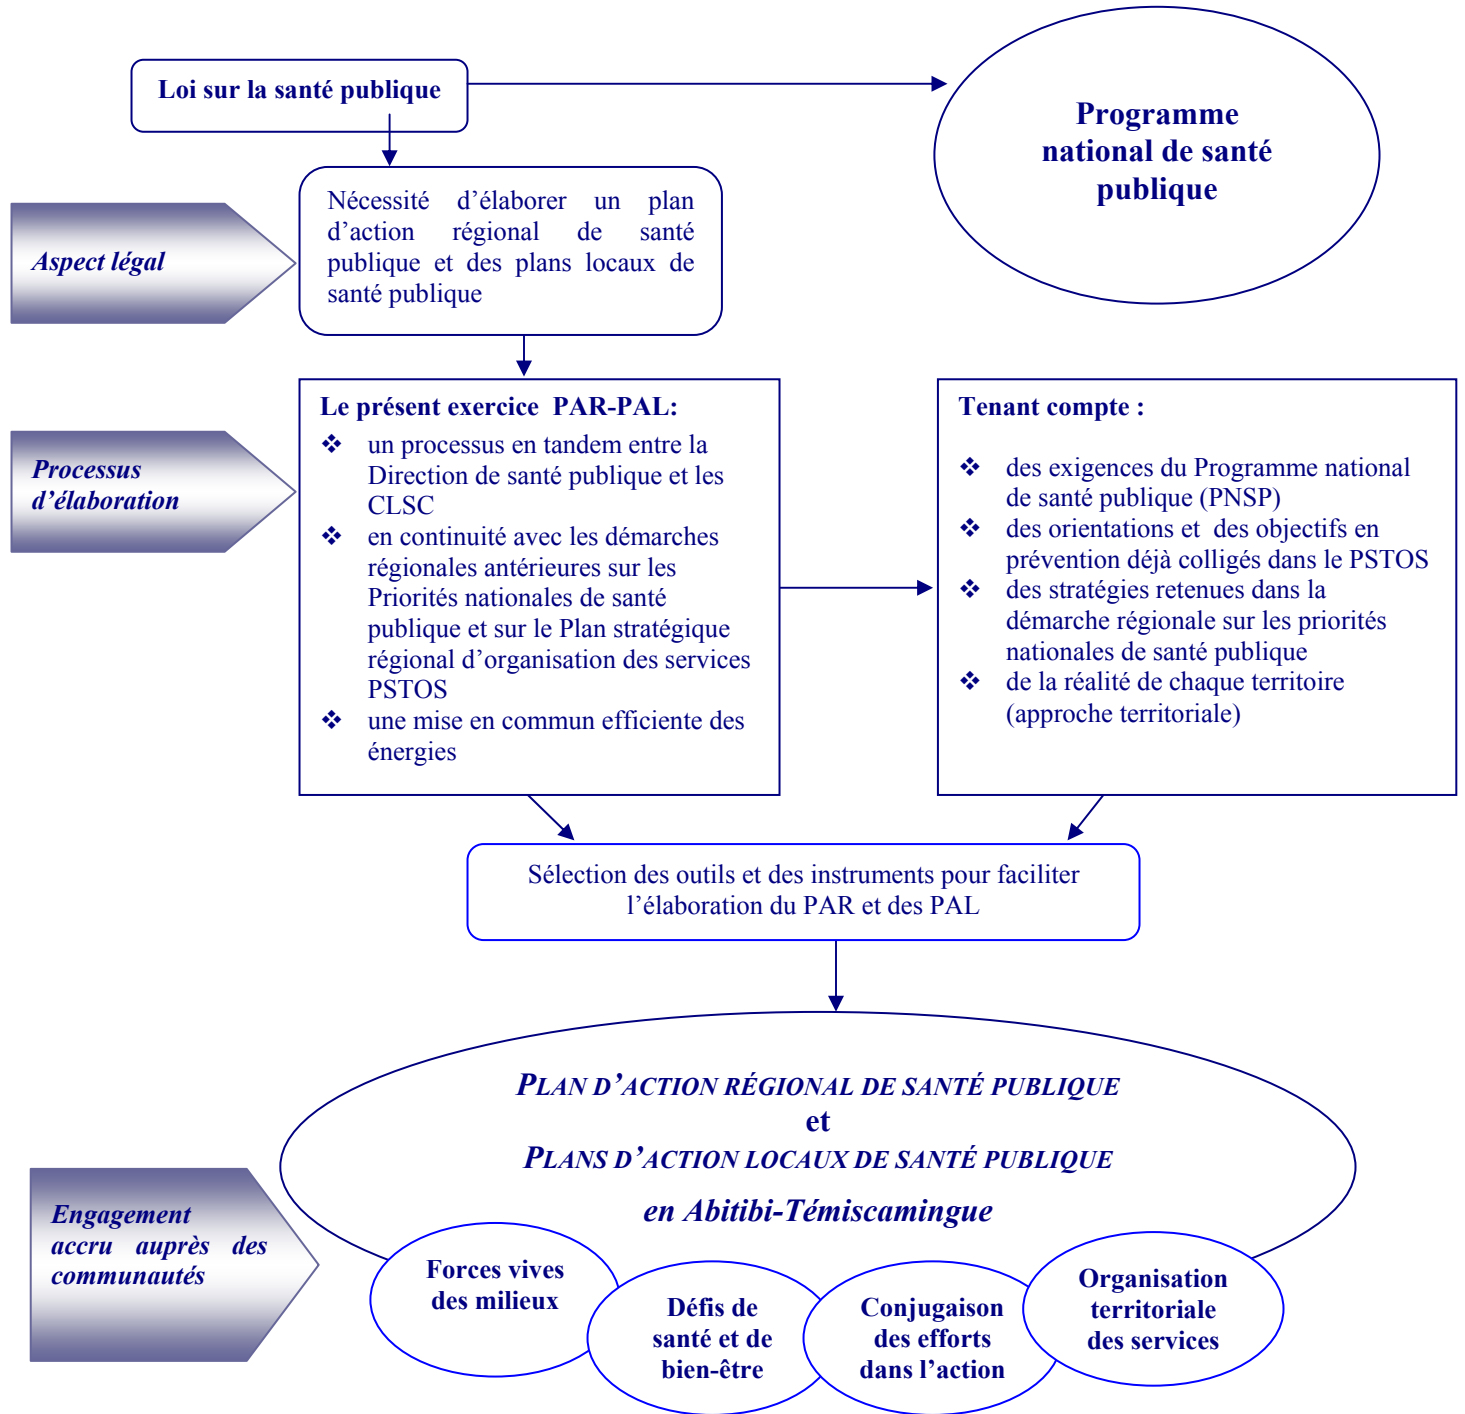 Loi sur la santé publique
Programme
national de santé
publique
Aspect légal
Nécessité d’élaborer un plan
d’action régional de santé
publique et des plans locaux de
santé publique
Processus
d’élaboration
Le présent exercice PAR-PAL:
❖ un processus en tandem entre la
Direction de santé publique et les
CLSC
❖ en continuité avec les démarches
régionales antérieures sur les
Priorités nationales de santé
publique et sur le Plan stratégique
régional d’organisation des services
PSTOS
❖ une mise en commun efficiente des
énergies
Tenant compte :
❖ des exigences du Programme national
de santé publique (PNSP)
❖ des orientations et des objectifs en
prévention déjà colligés dans le PSTOS
❖ des stratégies retenues dans la
démarche régionale sur les priorités
nationales de santé publique
❖ de la réalité de chaque territoire
(approche territoriale)
Sélection des outils et des instruments pour faciliter
l’élaboration du PAR et des PAL
PLAN D’ACTION RÉGIONAL DE SANTÉ PUBLIQUE
et
PLANS D’ACTION LOCAUX DE SANTÉ PUBLIQUE
en Abitibi-Témiscamingue
Engagement
accru auprès des
communautés
Forces vives
des milieux
Défis de
santé et de
bien-être
Conjugaison
des efforts
dans l’action
Organisation
territoriale
des services